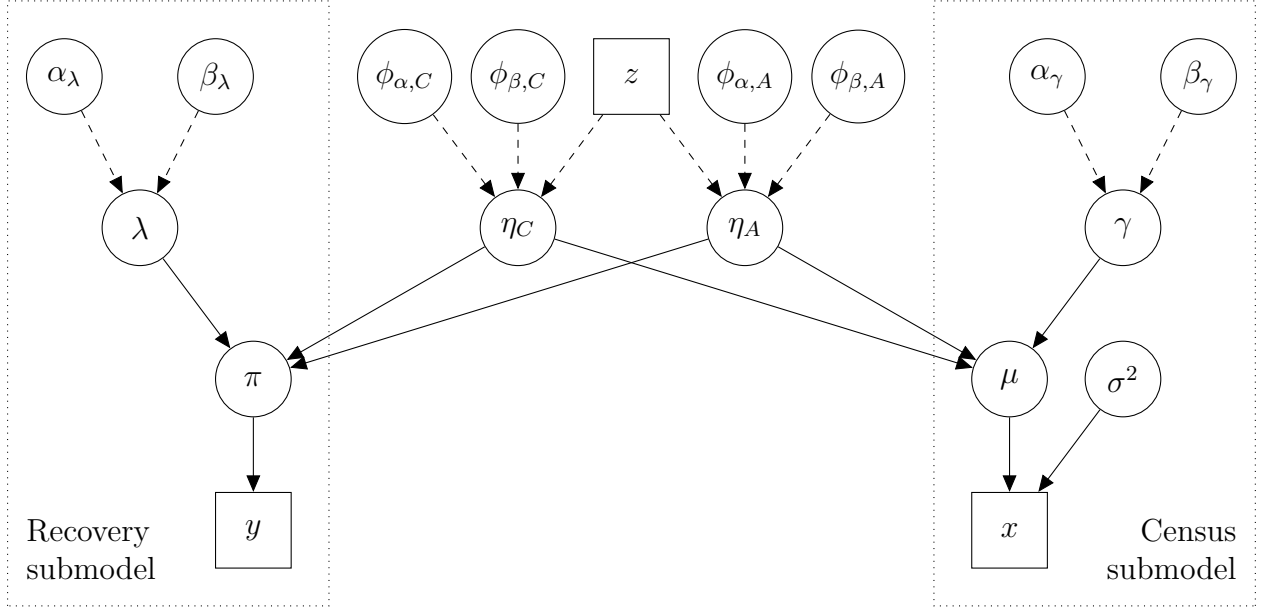 α_λ β_λ ϕ_{α,C} ϕ_{β,C} z ϕ_{α,A} ϕ_{β,A} α_γ β_γ
λ η_C η_A γ
π μ σ²
y x
Recovery
submodel
Census
submodel